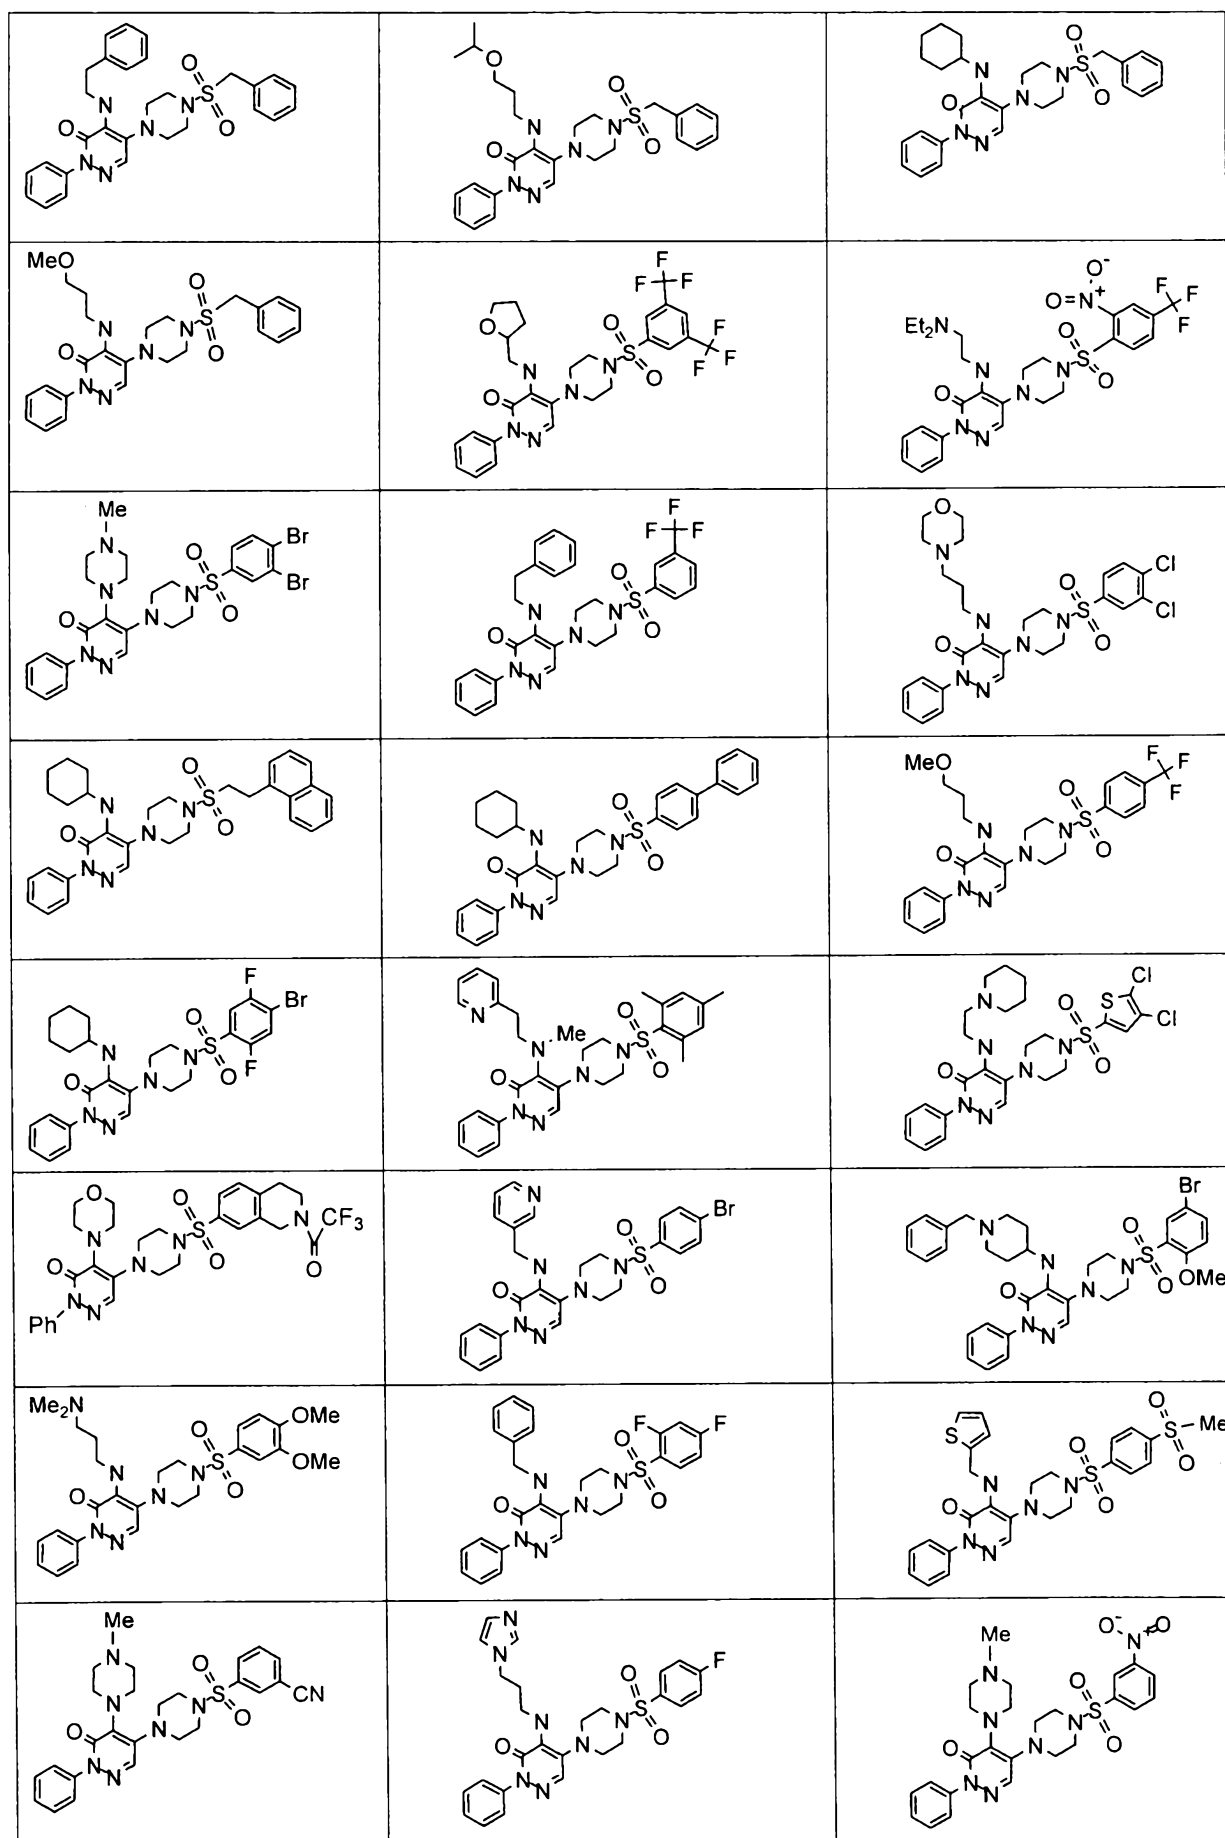 O
N N S
O O
N
N N
O
O
N N S
O
O N
N N
N O
O N S
N O
N N
MeO
O
N N S
O
O N
N N
F
F F
O
O F
N N S F F
O
O N
N N
O-
O=N+ F
F
Et2N O F
S
N N O
O N
N N
Me
N O Br
S Br
N N O
O N
N N
F
F F
O
N N S
O
O N
N N
O
N
O Cl
S Cl
N N O
O N
N N
O
N N S
O
O N
N N
O
S
N N O
O N
N N
MeO F
O F
S F
N N O
O N
N N
F
O Br
S
N N O F
O N
N N
N O
N Me S
N O
O N
N N
N S Cl
O Cl
S
N N O
O N
N N
O O
N S N CF3
N O O
O N
N
Ph N
N
O Br
S
N N O
O N
N N
Br
N O
S
N N O OMe
O N
N N
Me2N
O OMe
S OMe
N N O
O N
N N
F F
O
S
N N O
O N
N N
O
S Me
S O O
S
N N O
O N
N N
Me
N O
S CN
N N O
O N
N N
N
N O F
S
N N O
O N
N N
O- N+ O
Me
N O
S
N N O
O N
N N